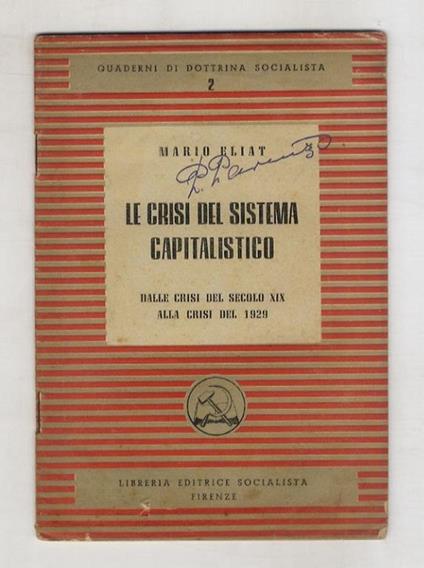 QUADERNI DI DOTTRINA SOCIALISTA
2
MARIO ELIAT
LE CRISI DEL SISTEMA
CAPITALISTICO
DALLE CRISI DEL SECOLO XIX
ALLA CRISI DEL 1929
LIBRERIA EDITRICE SOCIALISTA
FIRENZE